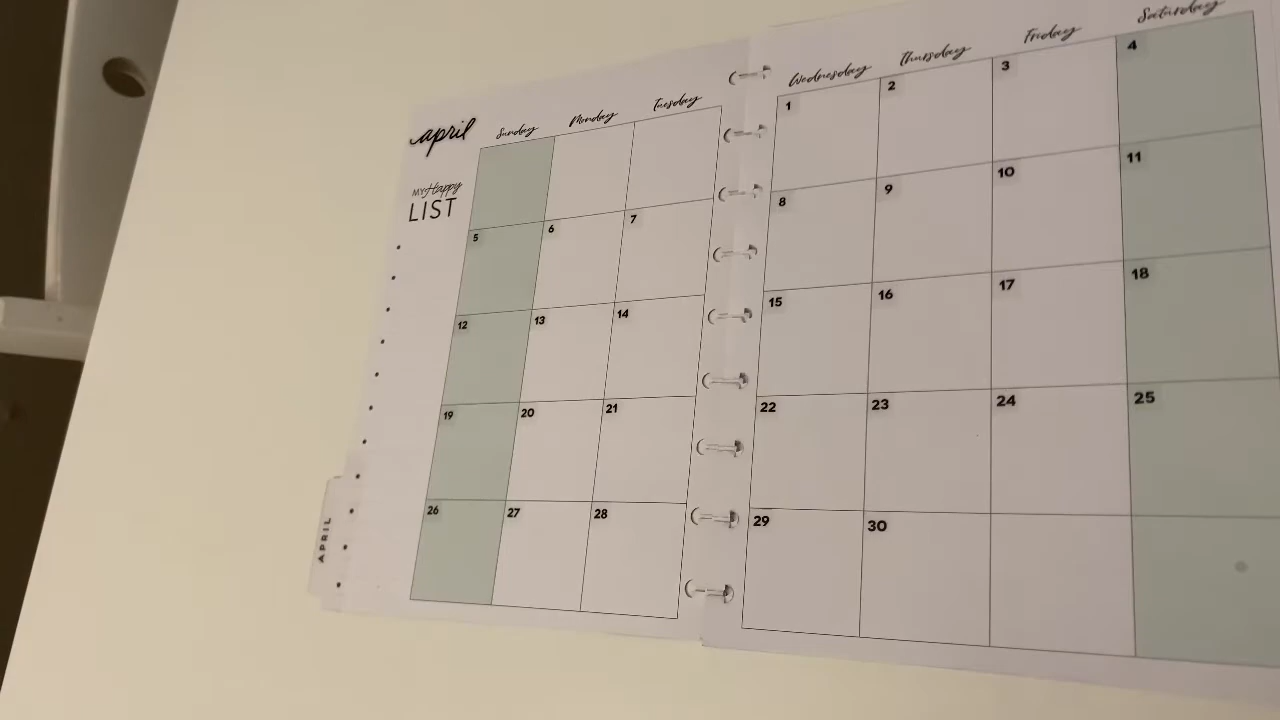 april
Sunday Monday Tuesday Wednesday Thursday Friday Saturday
MY Happy
LIST
1 2 3 4
5 6 7 8 9 10 11
12 13 14 15 16 17 18
19 20 21 22 23 24 25
26 27 28 29 30
APRIL